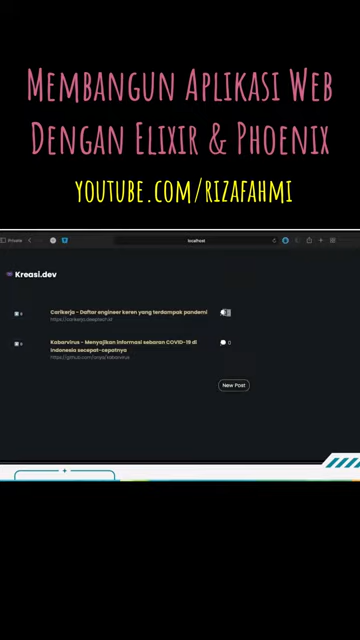 Membangun Aplikasi Web
Dengan Elixir & Phoenix
youtube.com/rizafahmi
Private
localhost
Kreasi.dev
Carikerja - Daftar engineer keren yang terdampak pandemi
Kabarvirus - Menyajikan informasi sebaran COVID-19 di
Indonesia secepat-cepatnya
0
New Post